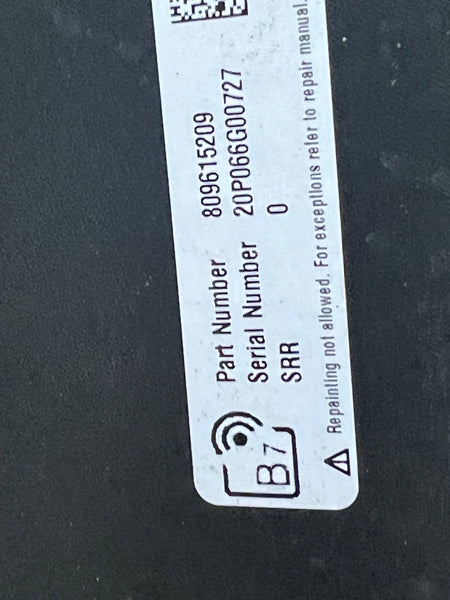 B7
Part Number 809615209
Serial Number 20P066G00727
SRR 0
Repainting not allowed. For exceptions refer to repair manual.